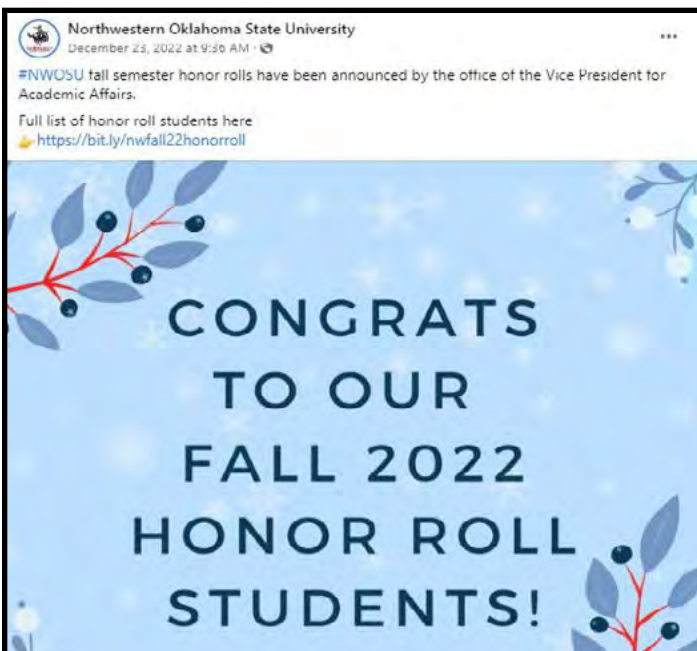 Northwestern Oklahoma State University
December 23, 2022 at 9:36 AM ·
#NWOSU fall semester honor rolls have been announced by the office of the Vice President for
Academic Affairs.
Full list of honor roll students here
👉https://bit.ly/nwfall22honorroll
CONGRATS
TO OUR
FALL 2022
HONOR ROLL
STUDENTS!